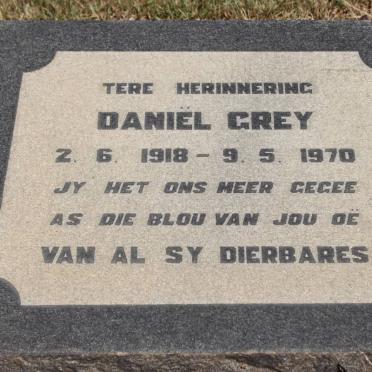 TERE HERINNERING
DANIËL GREY
2. 6. 1918 – 9. 5. 1970
JY HET ONS MEER GEGEE
AS DIE BLOU VAN JOU OË
VAN AL SY DIERBARES